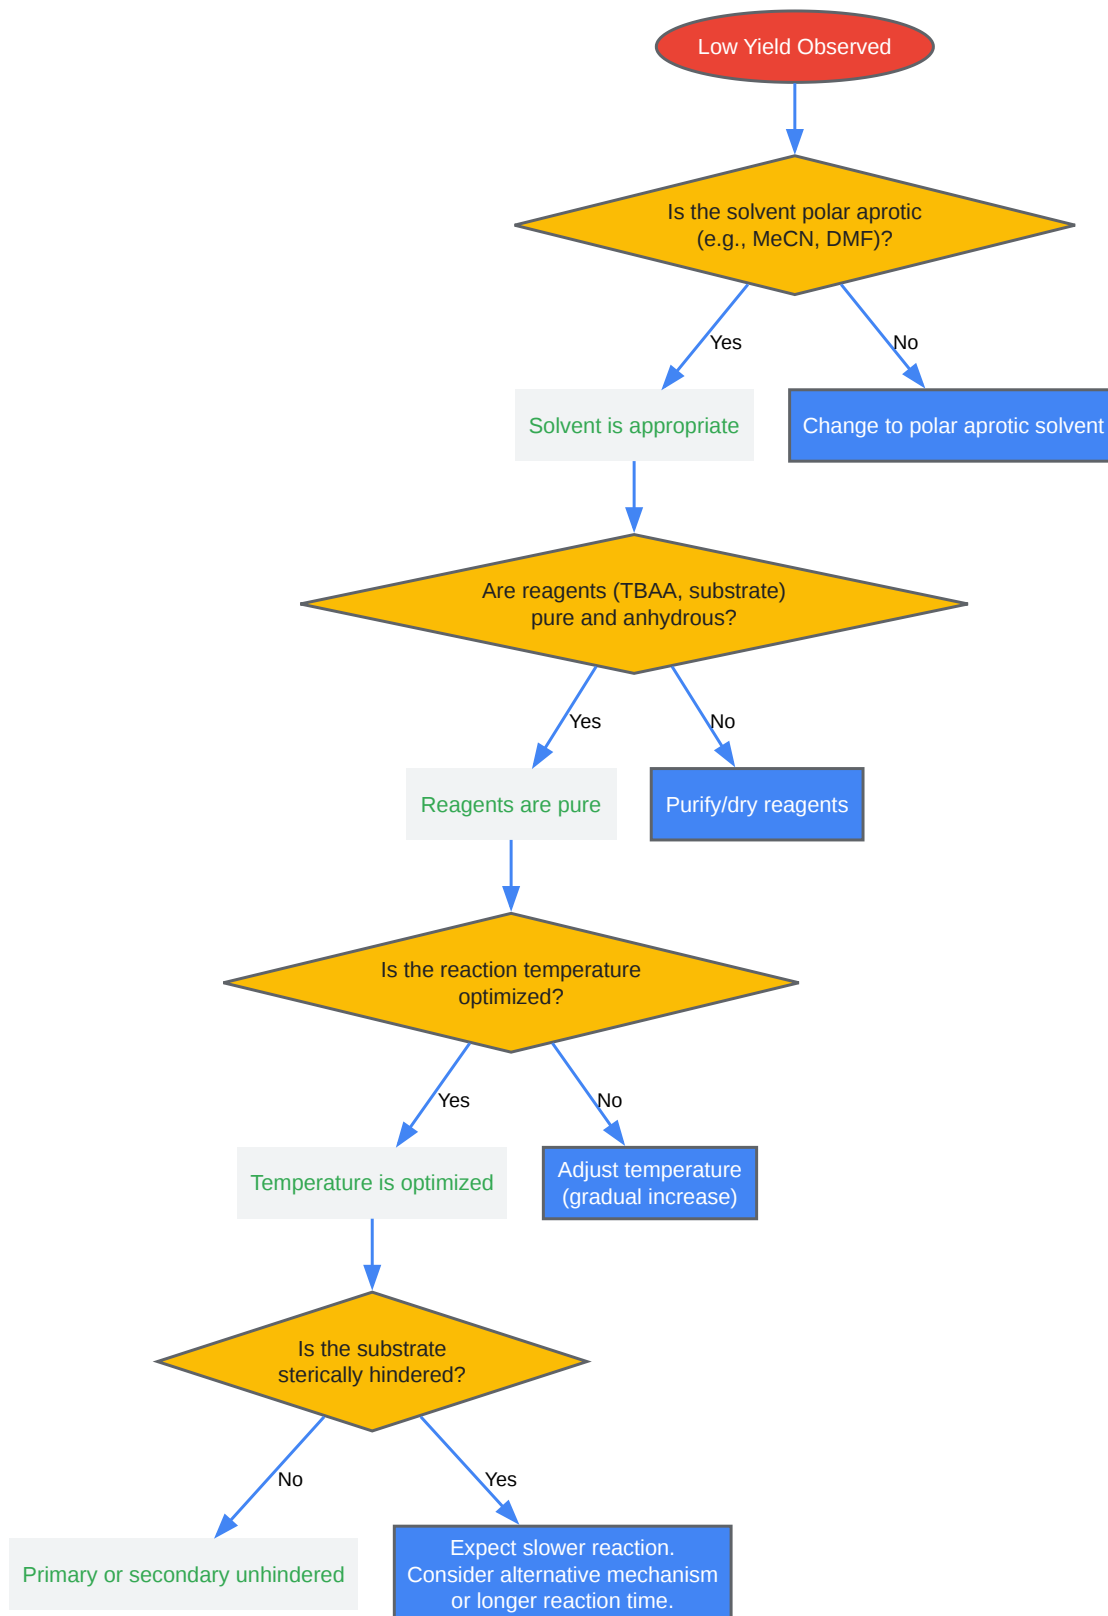 Low Yield Observed
Is the solvent polar aprotic
(e.g., MeCN, DMF)?
Yes
No
Solvent is appropriate
Change to polar aprotic solvent
Are reagents (TBAA, substrate)
pure and anhydrous?
Yes
No
Reagents are pure
Purify/dry reagents
Is the reaction temperature
optimized?
Yes
No
Temperature is optimized
Adjust temperature
(gradual increase)
Is the substrate
sterically hindered?
No
Yes
Primary or secondary unhindered
Expect slower reaction.
Consider alternative mechanism
or longer reaction time.